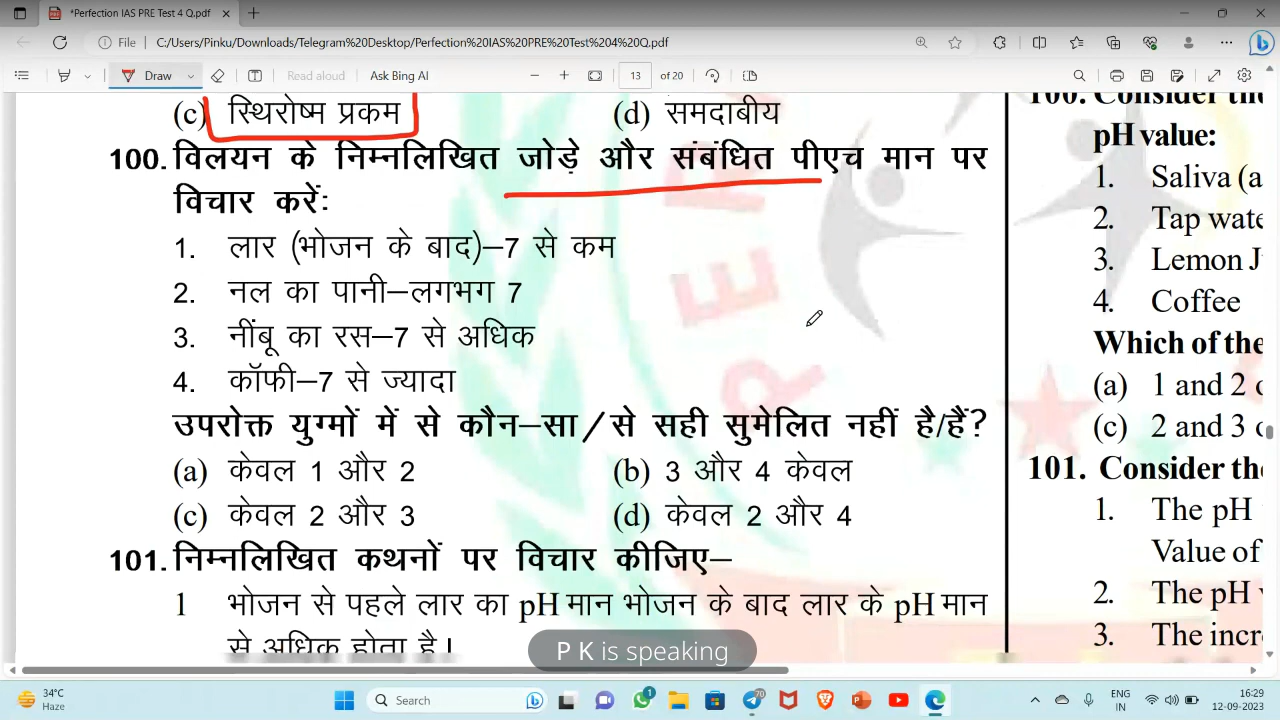 *Perfection IAS PRE Test 4 Q.pdf
File C:/Users/Pinku/Downloads/Telegram%20Desktop/Perfection%20IAS%20PRE%20Test%204%20Q.pdf
Draw Read aloud Ask Bing AI 13 of 20
(c) स्थिरोष्म प्रकम (d) समदाबीय
100. विलयन के निम्नलिखित जोड़े और संबंधित पीएच मान पर
विचार करें:
1. लार (भोजन के बाद)–7 से कम
2. नल का पानी–लगभग 7
3. नींबू का रस–7 से अधिक
4. कॉफी–7 से ज्यादा
उपरोक्त युग्मों में से कौन–सा/से सही सुमेलित नहीं है/हैं?
(a) केवल 1 और 2 (b) 3 और 4 केवल
(c) केवल 2 और 3 (d) केवल 2 और 4
101. निम्नलिखित कथनों पर विचार कीजिए–
1 भोजन से पहले लार का pH मान भोजन के बाद लार के pH मान
से अधिक होता है।
100. Consider the
pH value:
1. Saliva (a
2. Tap wate
3. Lemon J
4. Coffee
Which of the
(a) 1 and 2
(c) 2 and 3
101. Consider the
1. The pH
Value of
2. The pH
3. The incr
P K is speaking
34°C
Haze
Search
1
70
ENG
IN
16:29
12-09-2023